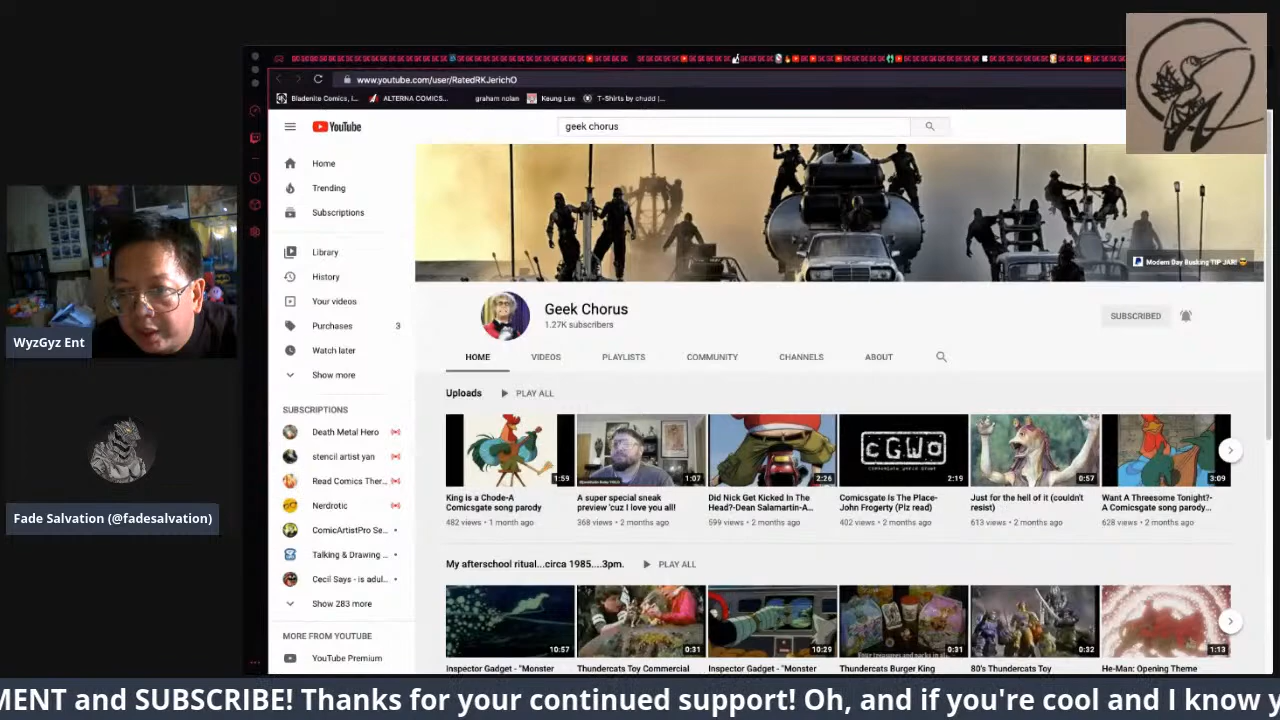 www.youtube.com/user/RatedRKJerichO
Bladenite Comics, I...
ALTERNA COMICS...
graham nolan
Keung Lee
T-Shirts by chudd |...
YouTube
geek chorus
Home
Trending
Subscriptions
Library
History
Your videos
Purchases 3
Watch later
Show more
SUBSCRIPTIONS
Death Metal Hero
stencil artist yan
Read Comics Ther...
Nerdrotic
ComicArtistPro Se...
Talking & Drawing ...
Cecil Says - is adul...
Show 283 more
MORE FROM YOUTUBE
YouTube Premium
Modern Day Busking TIP JAR!
Geek Chorus
1.27K subscribers
SUBSCRIBED
HOME VIDEOS PLAYLISTS COMMUNITY CHANNELS ABOUT
Uploads PLAY ALL
CGWO
1:59 1:07 2:26 2:19 0:57 3:09
King is a Chode-A
Comicsgate song parody
482 views • 1 month ago
A super special sneak
preview 'cuz I love you all!
368 views • 2 months ago
Did Nick Get Kicked In The
Head?-Dean Salamartin-A...
599 views • 2 months ago
Comicsgate Is The Place-
John Frogerty (Plz read)
402 views • 2 months ago
Just for the hell of it (couldn't
resist)
613 views • 2 months ago
Want A Threesome Tonight?-
A Comicsgate song parody...
628 views • 2 months ago
My afterschool ritual...circa 1985....3pm. PLAY ALL
10:57 0:31 10:29 0:31 0:32 1:13
Inspector Gadget - "Monster
Thundercats Toy Commercial
Inspector Gadget - "Monster
Thundercats Burger King
80's Thundercats Toy
He-Man: Opening Theme
WyzGyz Ent
Fade Salvation (@fadesalvation)
MENT and SUBSCRIBE! Thanks for your continued support! Oh, and if you're cool and I know y